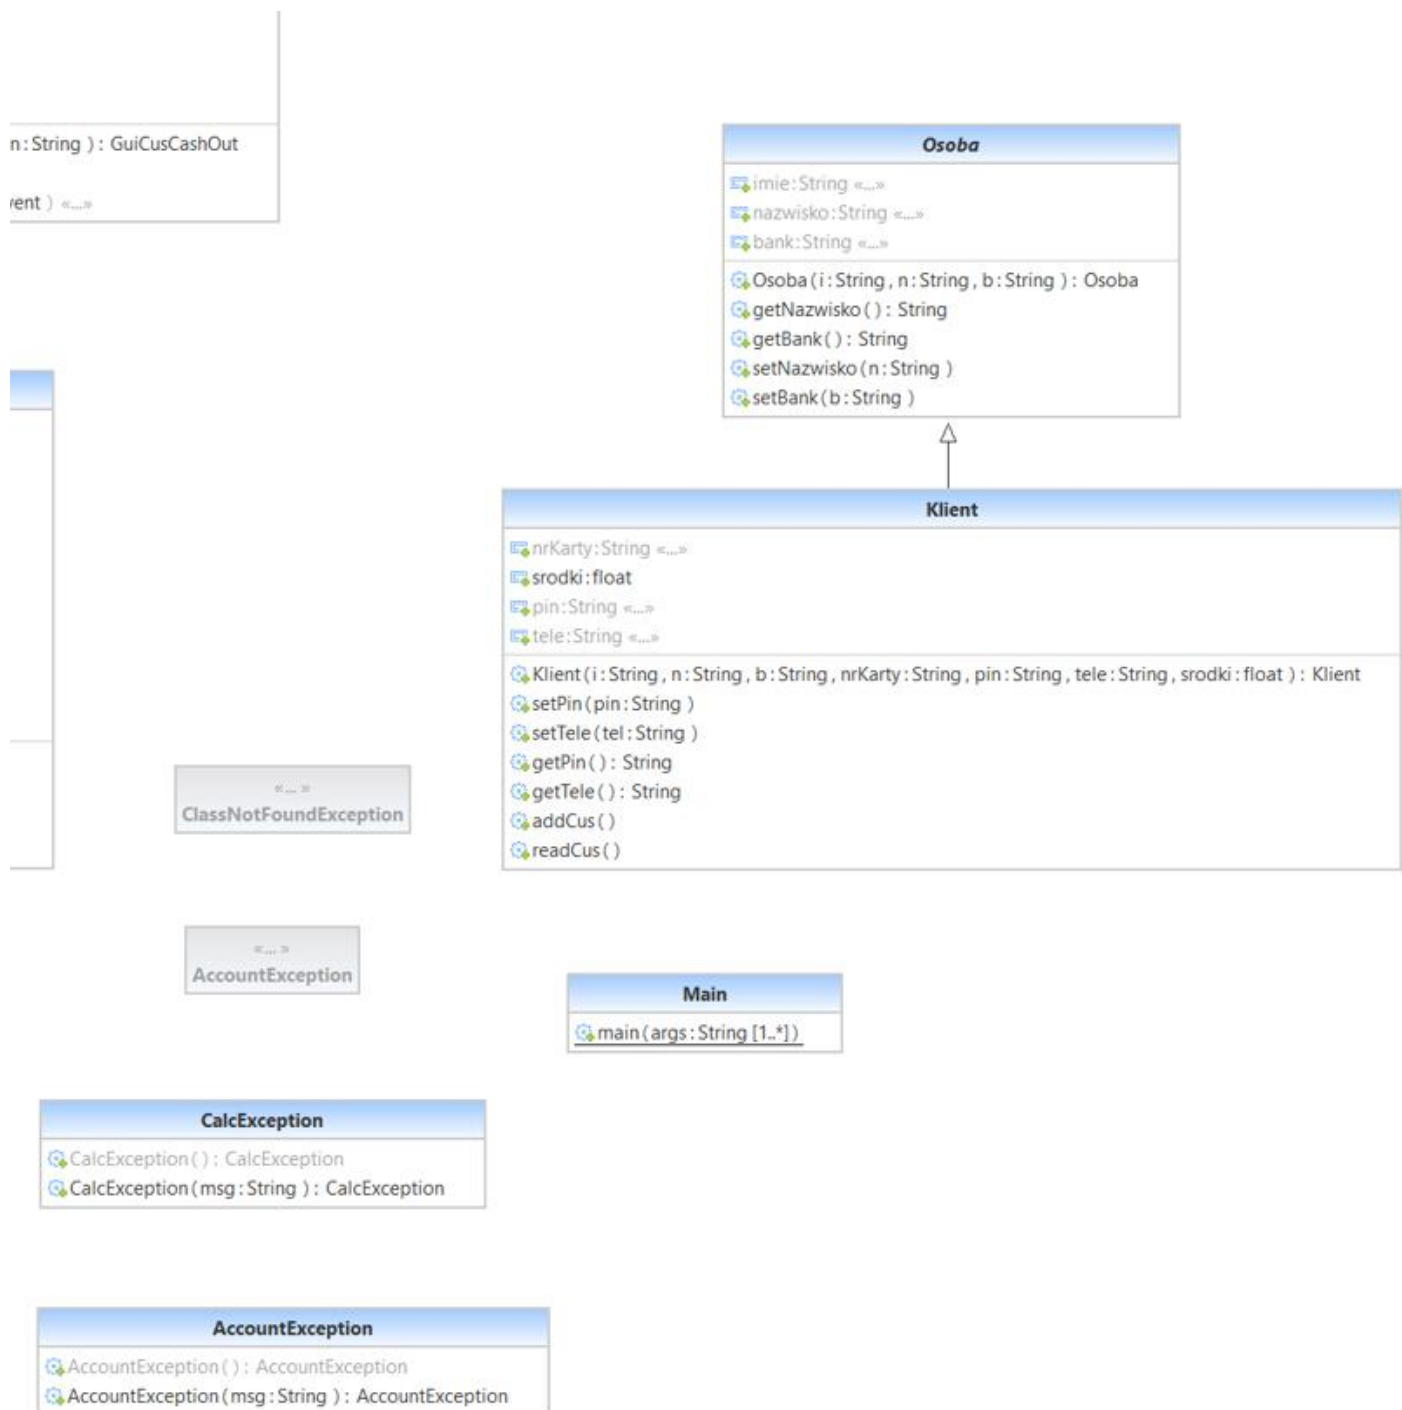 n : String ) : GuiCusCashOut
vent ) «...»
Osoba
imie : String «...»
nazwisko : String «...»
bank : String «...»
Osoba ( i : String , n : String , b : String ) : Osoba
getNazwisko ( ) : String
getBank ( ) : String
setNazwisko ( n : String )
setBank ( b : String )
Klient
nrKarty : String «...»
srodki : float
pin : String «...»
tele : String «...»
Klient ( i : String , n : String , b : String , nrKarty : String , pin : String , tele : String , srodki : float ) : Klient
setPin ( pin : String )
setTele ( tel : String )
getPin ( ) : String
getTele ( ) : String
addCus ( )
readCus ( )
«... »
ClassNotFoundException
«... »
AccountException
Main
main ( args : String [1..*] )
CalcException
CalcException ( ) : CalcException
CalcException ( msg : String ) : CalcException
AccountException
AccountException ( ) : AccountException
AccountException ( msg : String ) : AccountException